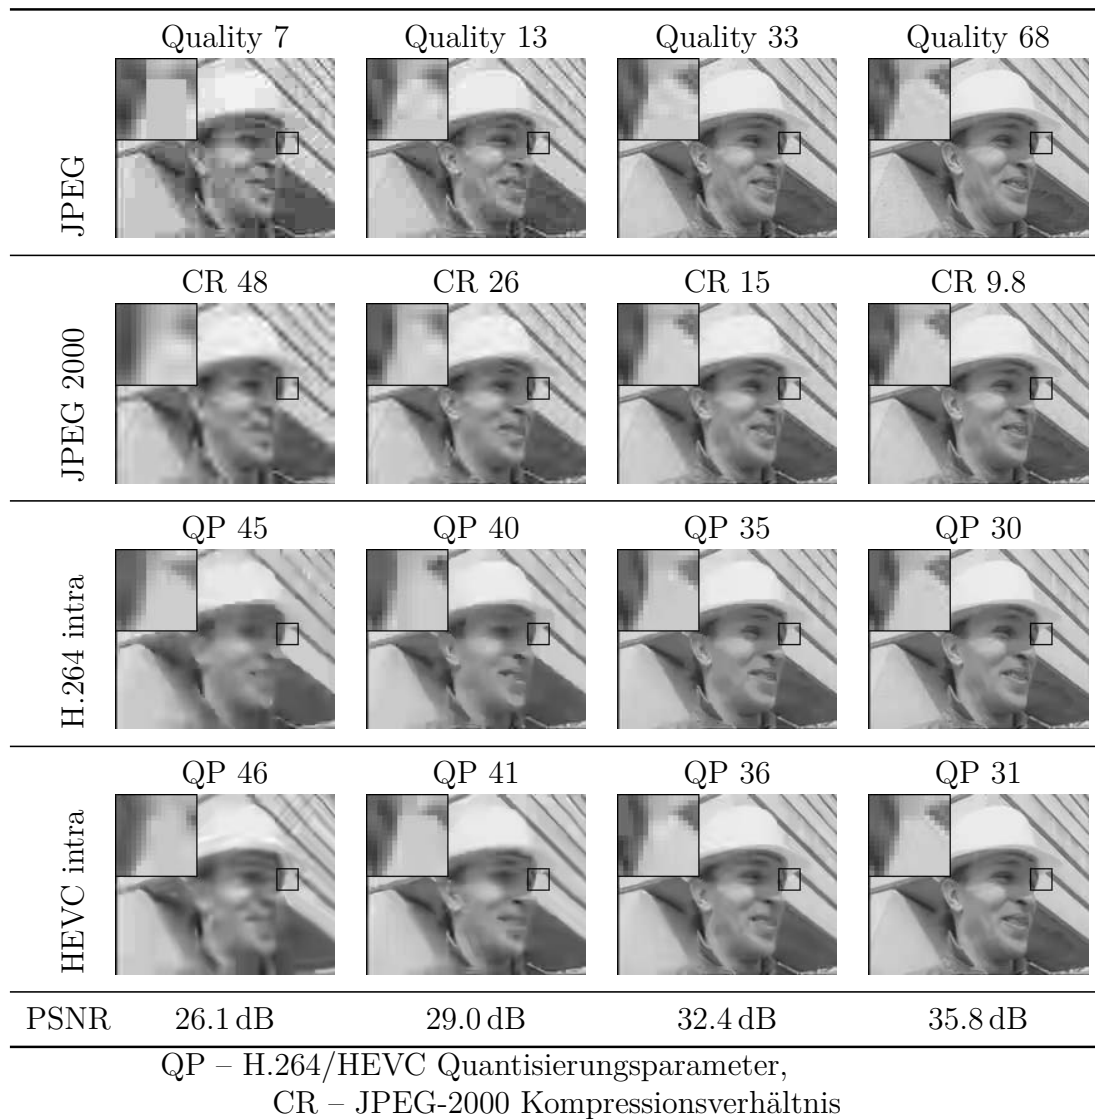 Quality 7 Quality 13 Quality 33 Quality 68
JPEG
CR 48 CR 26 CR 15 CR 9.8
JPEG 2000
QP 45 QP 40 QP 35 QP 30
H.264 intra
QP 46 QP 41 QP 36 QP 31
HEVC intra
PSNR 26.1 dB 29.0 dB 32.4 dB 35.8 dB
QP – H.264/HEVC Quantisierungsparameter,
CR – JPEG-2000 Kompressionsverhältnis